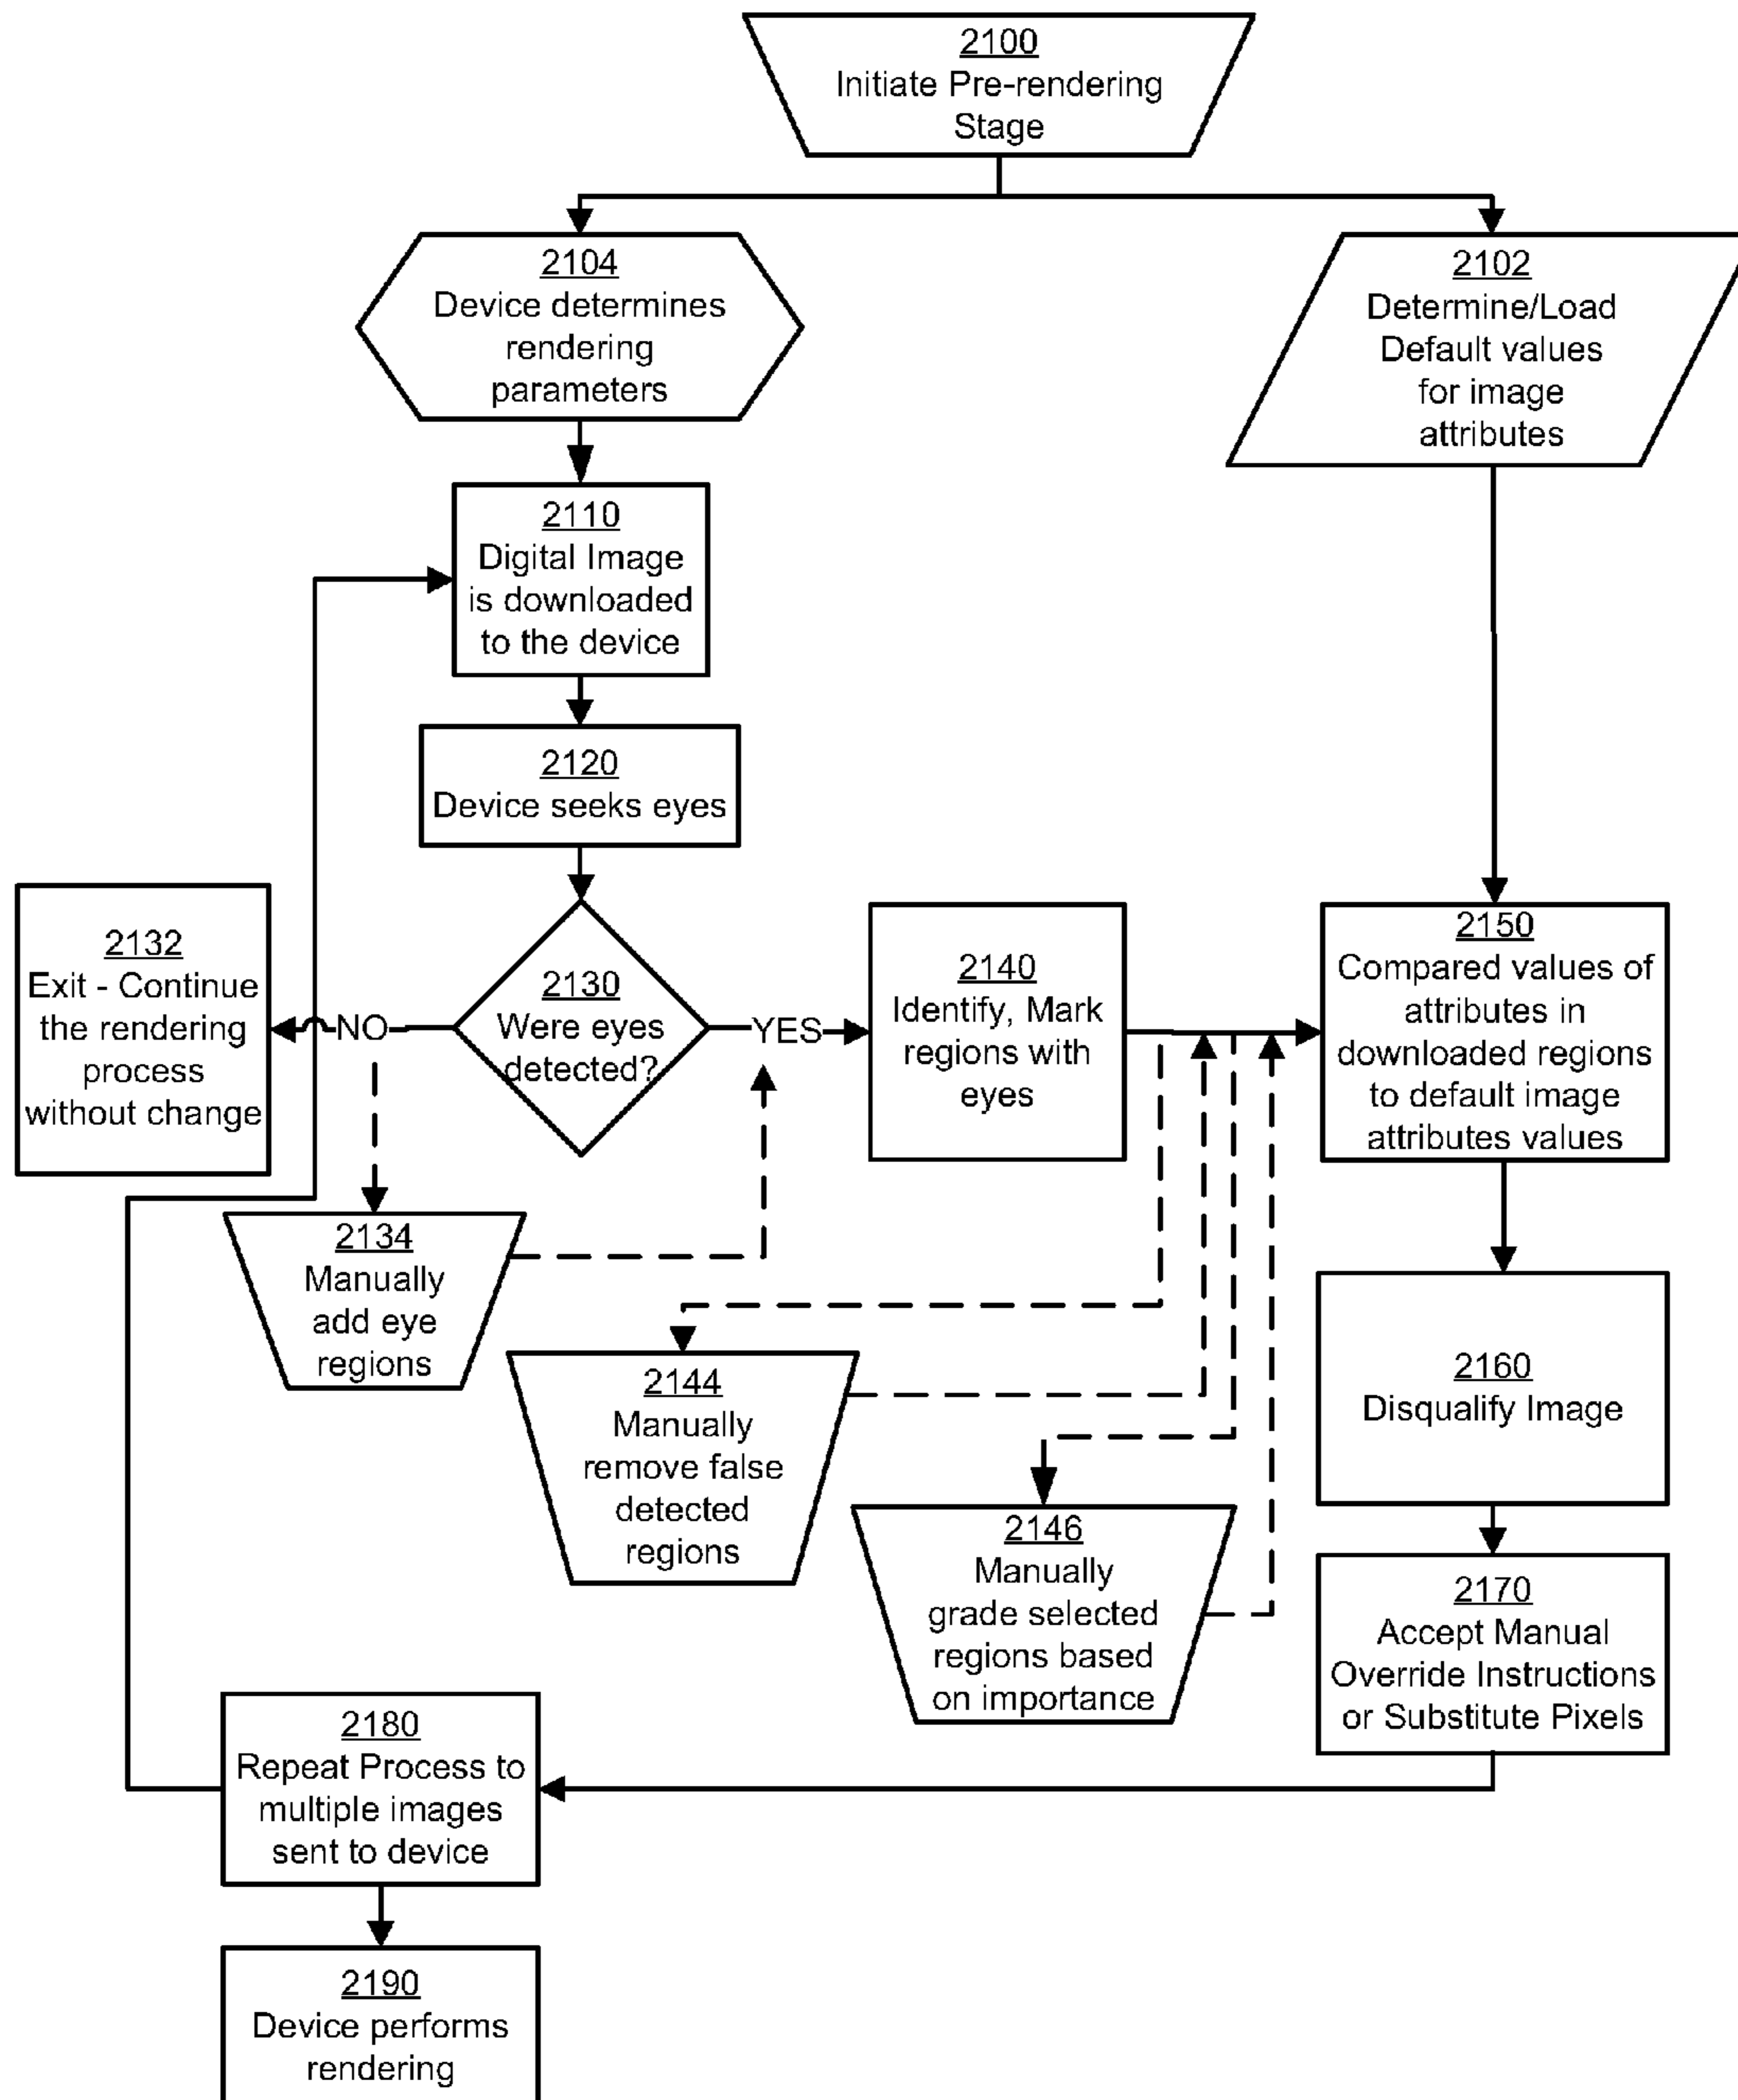 2100
Initiate Pre-rendering
Stage
2104
Device determines
rendering
parameters
2102
Determine/Load
Default values
for image
attributes
2110
Digital Image
is downloaded
to the device
2120
Device seeks eyes
2132
Exit - Continue
the rendering
process
without change
NO
2130
Were eyes
detected?
YES
2140
Identify, Mark
regions with
eyes
2150
Compared values of
attributes in
downloaded regions
to default image
attributes values
2134
Manually
add eye
regions
2144
Manually
remove false
detected
regions
2146
Manually
grade selected
regions based
on importance
2160
Disqualify Image
2170
Accept Manual
Override Instructions
or Substitute Pixels
2180
Repeat Process to
multiple images
sent to device
2190
Device performs
rendering